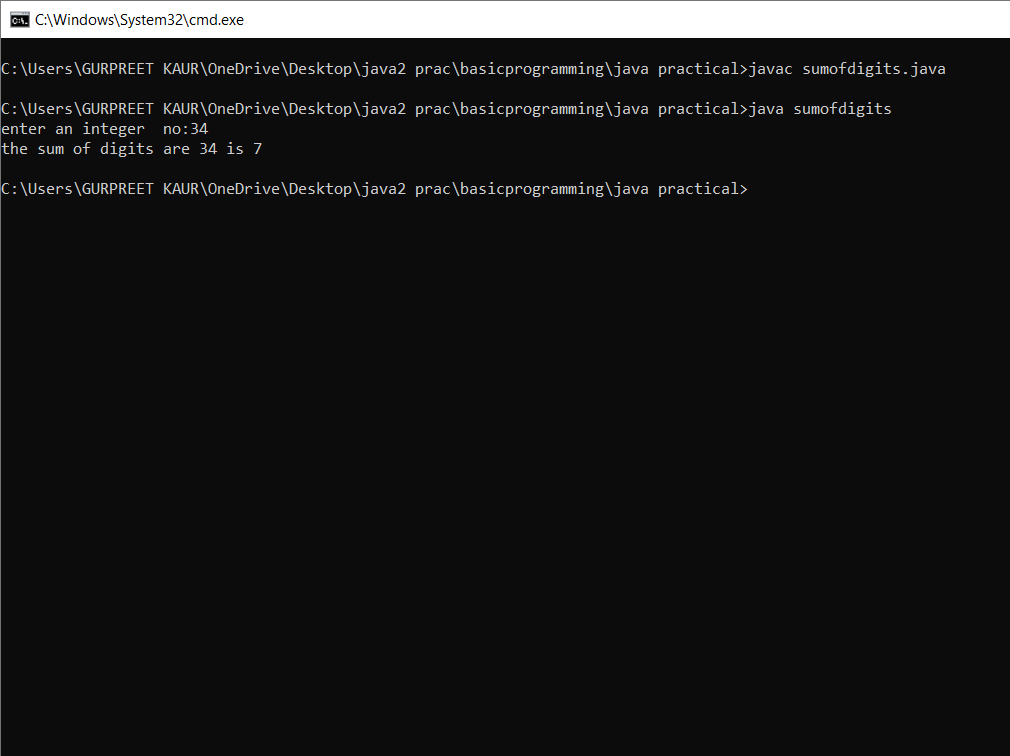 C:\Windows\System32\cmd.exe
C:\Users\GURPREET KAUR\OneDrive\Desktop\java2 prac\basicprogramming\java practical>javac sumofdigits.java
C:\Users\GURPREET KAUR\OneDrive\Desktop\java2 prac\basicprogramming\java practical>java sumofdigits
enter an integer  no:34
the sum of digits are 34 is 7
C:\Users\GURPREET KAUR\OneDrive\Desktop\java2 prac\basicprogramming\java practical>